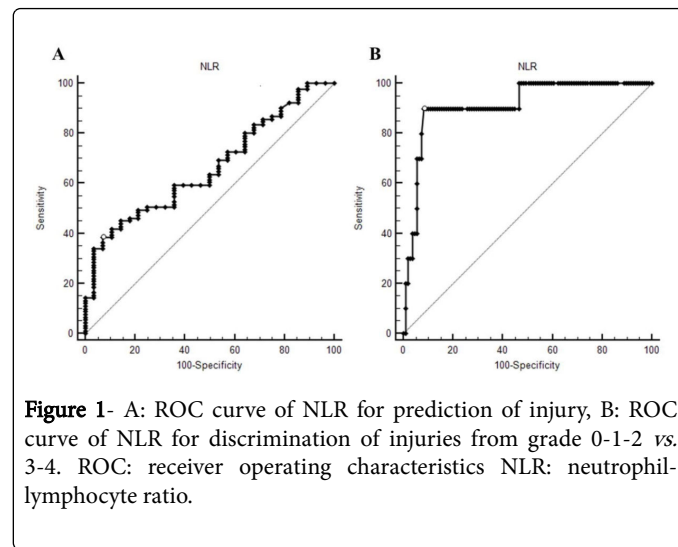 A
B
NLR
NLR
100
80
60
40
20
0
Sensitivity
0 20 40 60 80 100
100-Specificity
100
80
60
40
20
0
Sensitivity
0 20 40 60 80 100
100-Specificity
Figure 1- A: ROC curve of NLR for prediction of injury, B: ROC
curve of NLR for discrimination of injuries from grade 0-1-2 vs.
3-4. ROC: receiver operating characteristics NLR: neutrophil-
lymphocyte ratio.